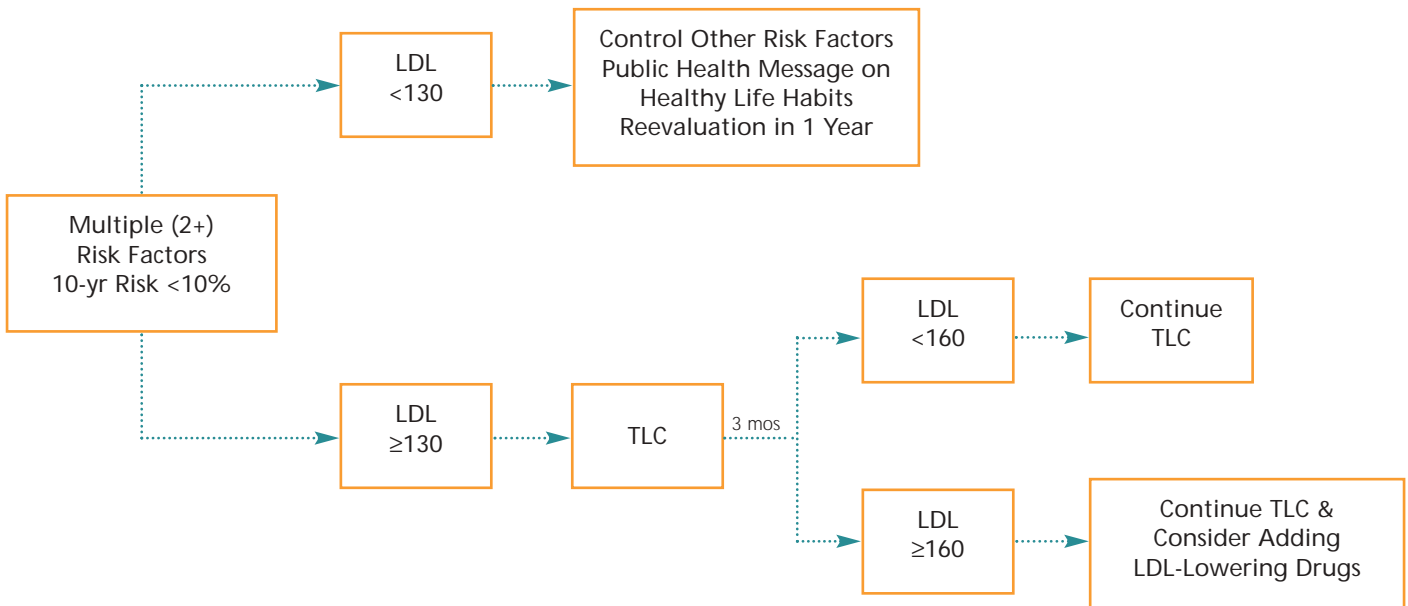 Multiple (2+)
Risk Factors
10-yr Risk <10%
LDL
<130
Control Other Risk Factors
Public Health Message on
Healthy Life Habits
Reevaluation in 1 Year
LDL
≥130
TLC
3 mos
LDL
<160
Continue
TLC
LDL
≥160
Continue TLC &
Consider Adding
LDL-Lowering Drugs